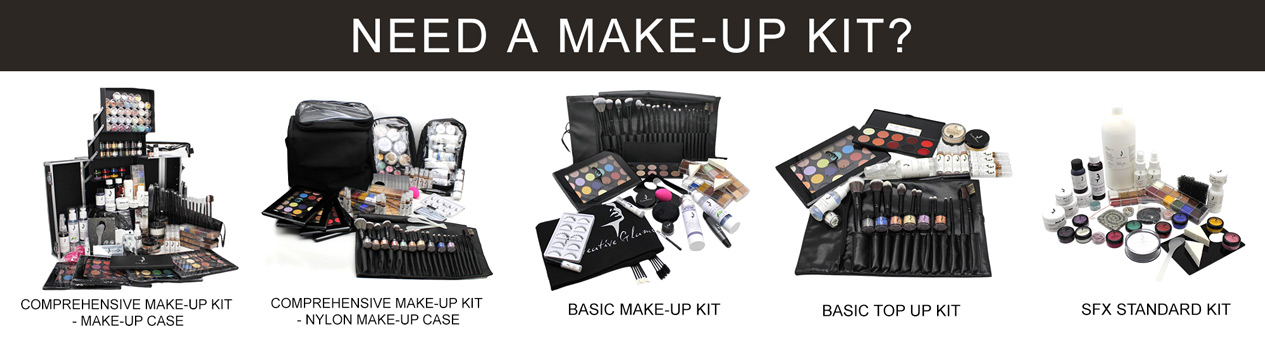 NEED A MAKE-UP KIT?
COMPREHENSIVE MAKE-UP KIT
- MAKE-UP CASE
COMPREHENSIVE MAKE-UP KIT
- NYLON MAKE-UP CASE
BASIC MAKE-UP KIT
BASIC TOP UP KIT
SFX STANDARD KIT